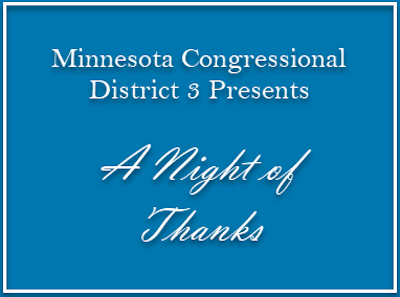 Minnesota Congressional
District 3 Presents
A Night of
Thanks